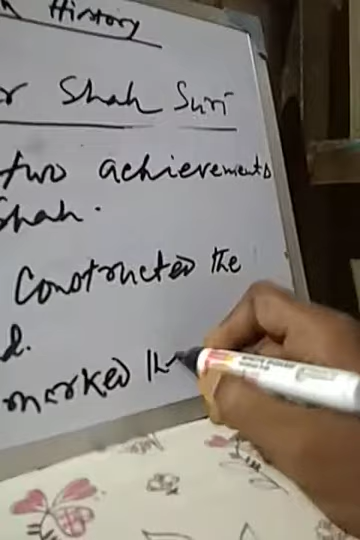 History
Shah Suri
two achievements
Shah.
Constructed the
d.
marked